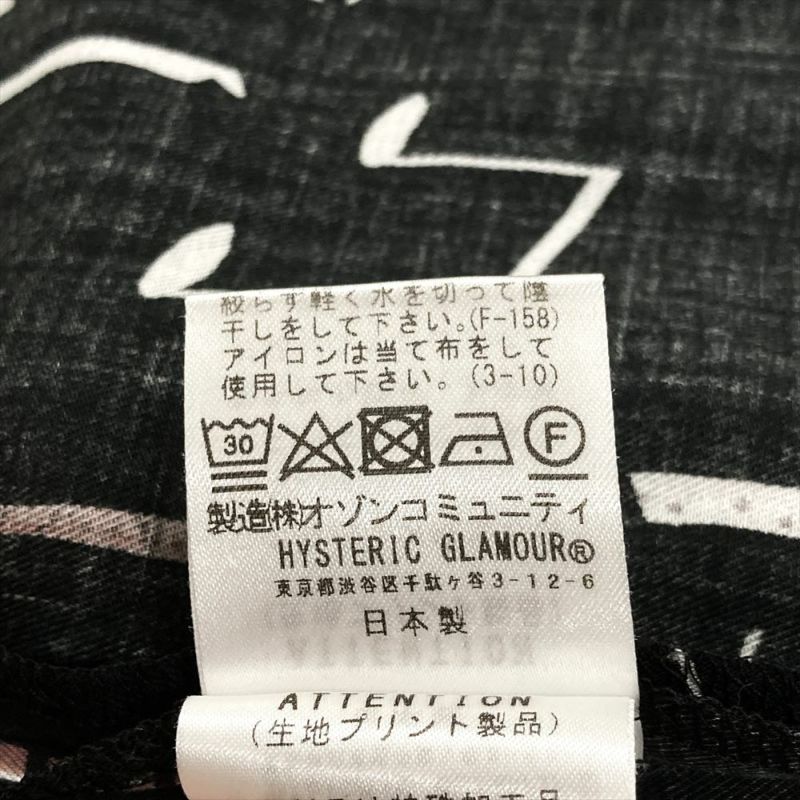 絞らず軽く水を切って陰
干しをして下さい。(F-158)
アイロンは当て布をして
使用して下さい。(3-10)
30
F
製造(株)オゾンコミュニティ
HYSTERIC GLAMOUR®
東京都渋谷区千駄ヶ谷3-12-6
日本製
ATTENTION
(生地プリント製品)